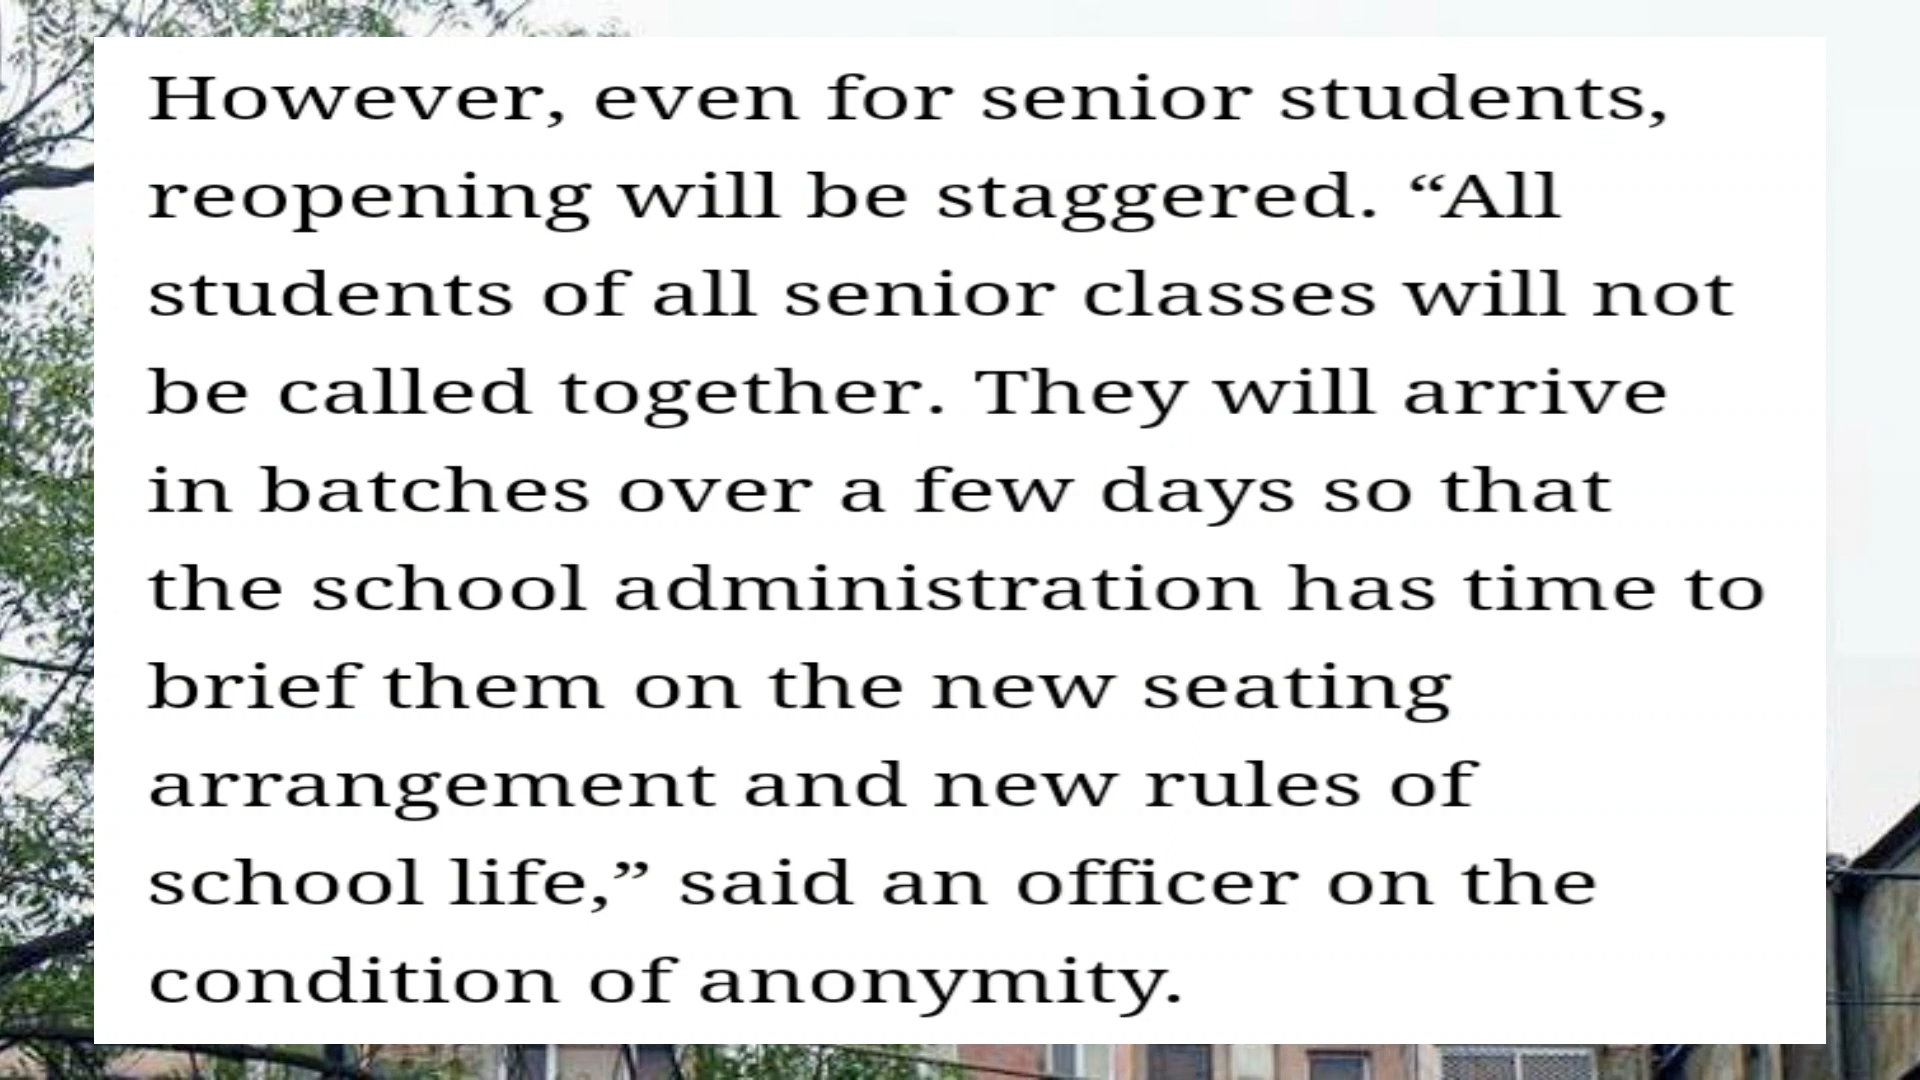 However, even for senior students,
reopening will be staggered. “All
students of all senior classes will not
be called together. They will arrive
in batches over a few days so that
the school administration has time to
brief them on the new seating
arrangement and new rules of
school life,” said an officer on the
condition of anonymity.